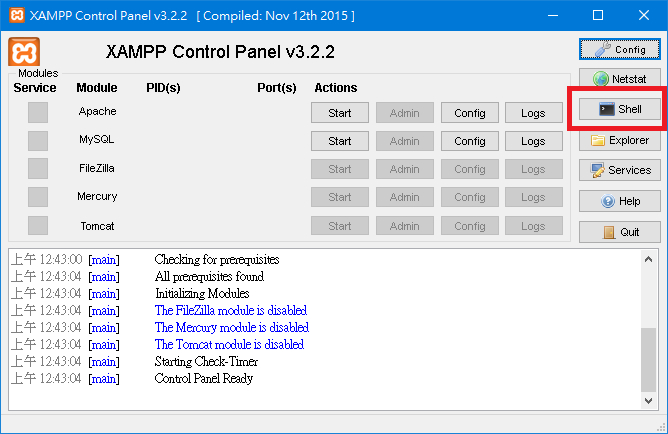 XAMPP Control Panel v3.2.2 [ Compiled: Nov 12th 2015 ]
XAMPP Control Panel v3.2.2
Config
Modules
Service Module PID(s) Port(s) Actions
Netstat
Apache Start Admin Config Logs
Shell
MySQL Start Admin Config Logs
Explorer
FileZilla Start Admin Config Logs
Services
Mercury Start Admin Config Logs
Help
Tomcat Start Admin Config Logs
Quit
上午 12:43:00 [main] Checking for prerequisites
上午 12:43:04 [main] All prerequisites found
上午 12:43:04 [main] Initializing Modules
上午 12:43:04 [main] The FileZilla module is disabled
上午 12:43:04 [main] The Mercury module is disabled
上午 12:43:04 [main] The Tomcat module is disabled
上午 12:43:04 [main] Starting Check-Timer
上午 12:43:04 [main] Control Panel Ready